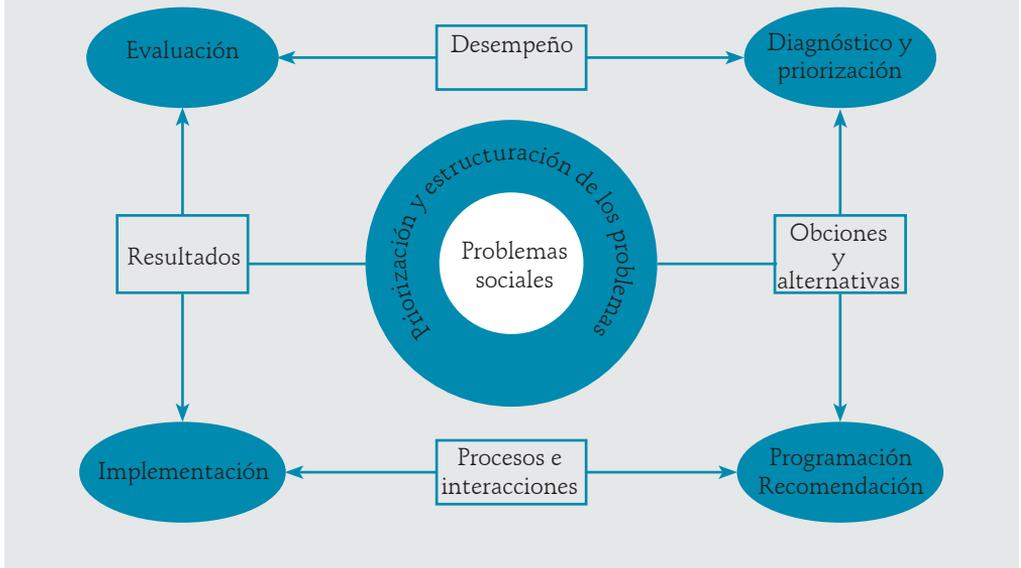 Evaluación
Desempeño
Diagnóstico y
priorización
Priorización y estructuración de los problemas
Resultados
Problemas
sociales
Obciones
y
alternativas
Implementación
Procesos e
interacciones
Programación
Recomendación